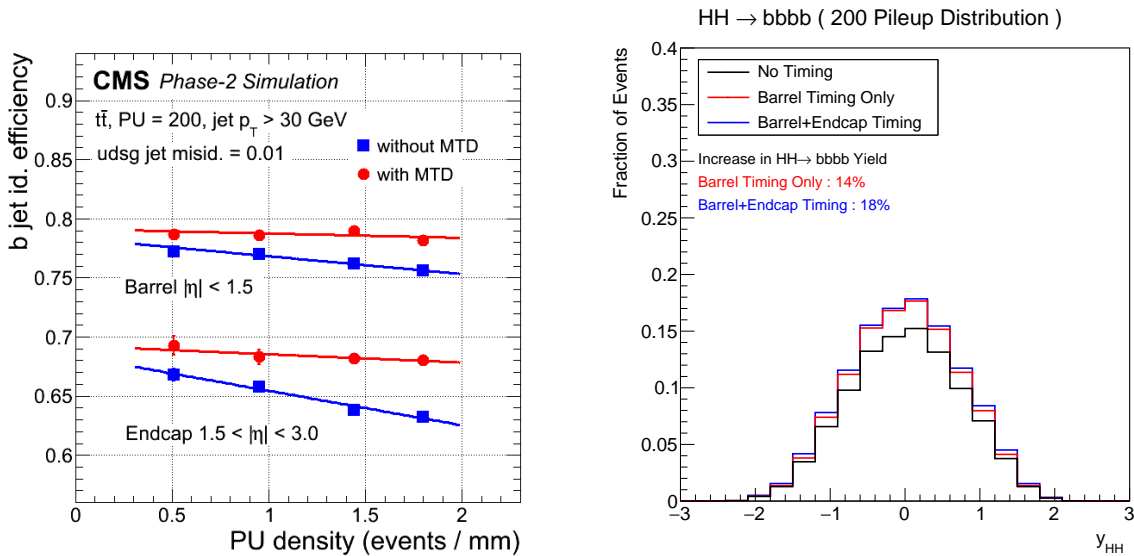 CMS Phase-2 Simulation
tt̄, PU = 200, jet p_T > 30 GeV
udsg jet misid. = 0.01
without MTD
with MTD
Barrel |η| < 1.5
Endcap 1.5 < |η| < 3.0
b jet id. efficiency
0.9
0.85
0.8
0.75
0.7
0.65
0.6
0 0.5 1 1.5 2
PU density (events / mm)
HH → bbbb ( 200 Pileup Distribution )
Fraction of Events
0.4
0.35
0.3
0.25
0.2
0.15
0.1
0.05
0
No Timing
Barrel Timing Only
Barrel+Endcap Timing
Increase in HH→ bbbb Yield
Barrel Timing Only : 14%
Barrel+Endcap Timing : 18%
−3 −2 −1 0 1 2 3
y_HH